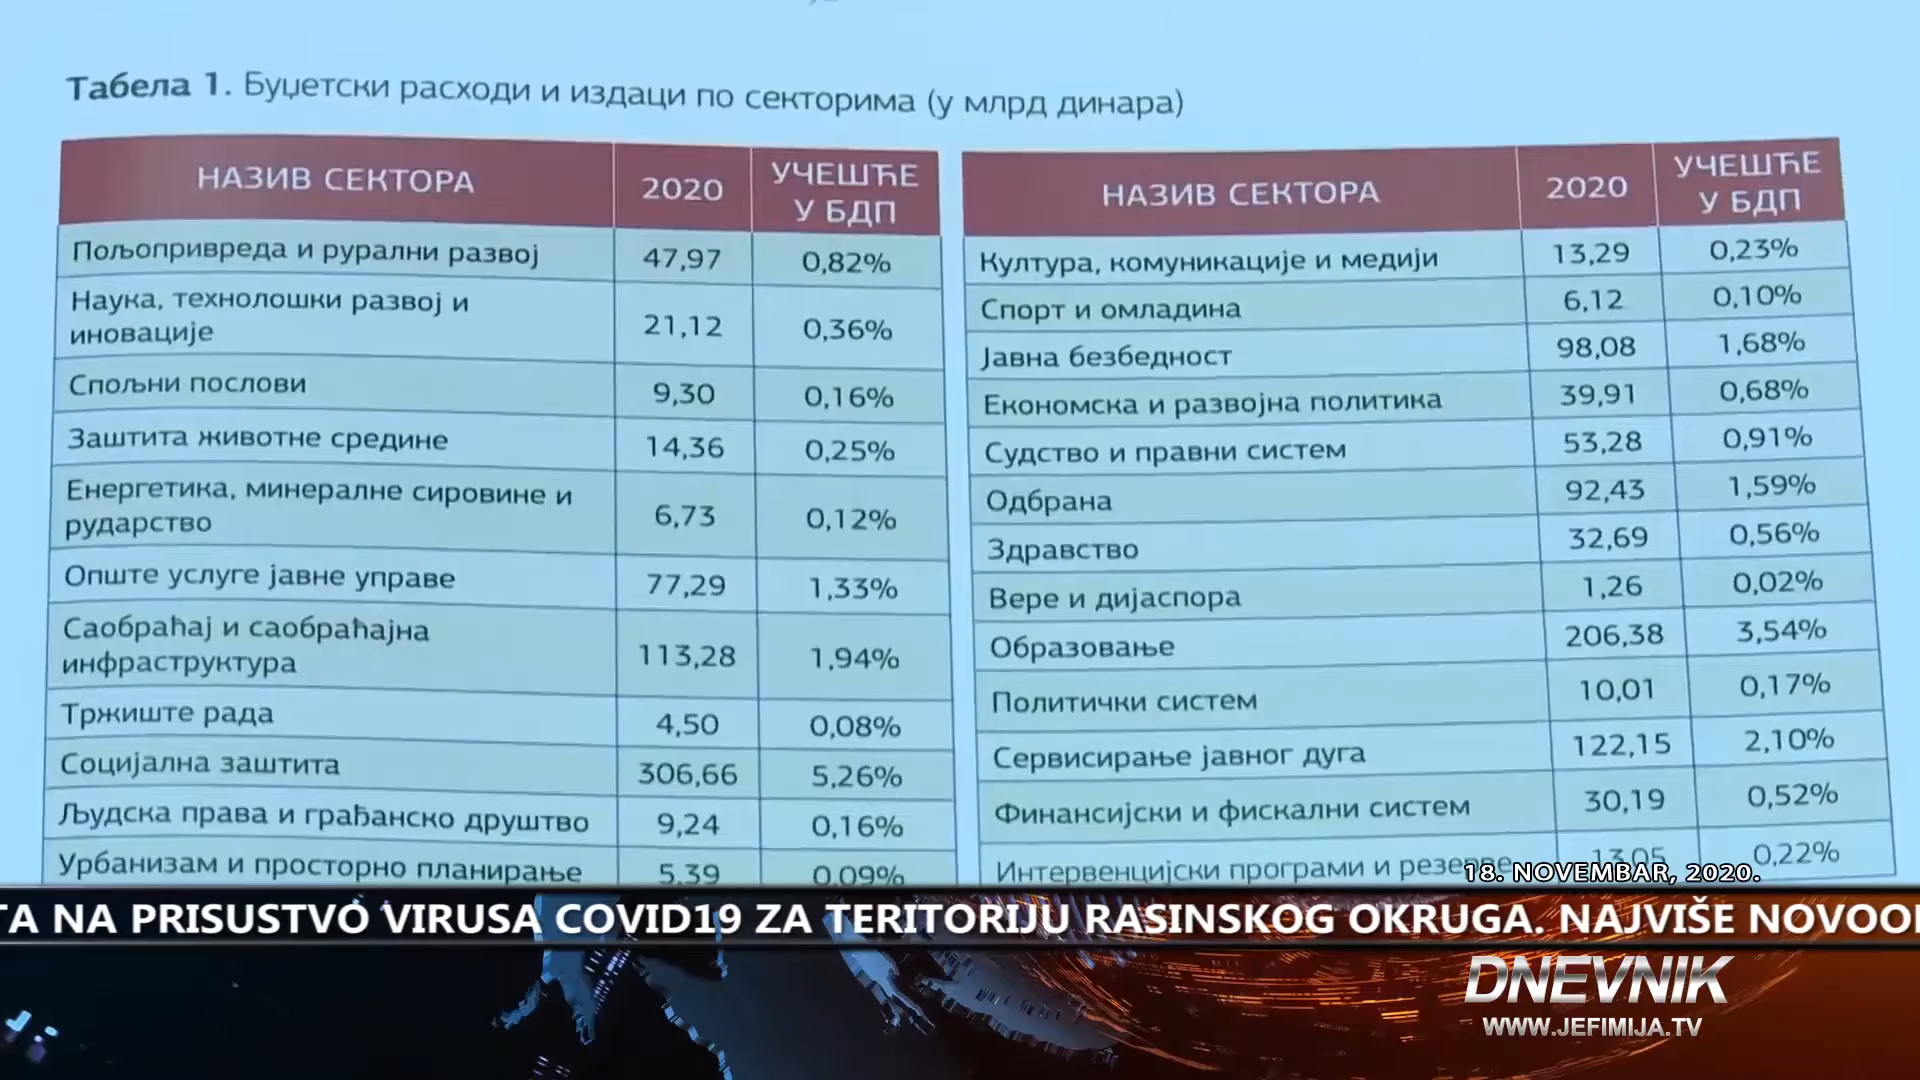 Табела 1. Буџетски расходи и издаци по секторима (у млрд динара)
НАЗИВ СЕКТОРА 2020 УЧЕШЋЕ У БДП
Пољопривреда и рурални развој 47,97 0,82%
Наука, технолошки развој и
иновације 21,12 0,36%
Спољни послови 9,30 0,16%
Заштита животне средине 14,36 0,25%
Енергетика, минералне сировине и
рударство 6,73 0,12%
Опште услуге јавне управе 77,29 1,33%
Саобраћај и саобраћајна
инфраструктура 113,28 1,94%
Тржиште рада 4,50 0,08%
Социјална заштита 306,66 5,26%
Људска права и грађанско друштво 9,24 0,16%
Урбанизам и просторно планирање 5,39 0,09%
НАЗИВ СЕКТОРА 2020 УЧЕШЋЕ У БДП
Култура, комуникације и медији 13,29 0,23%
Спорт и омладина 6,12 0,10%
Јавна безбедност 98,08 1,68%
Економска и развојна политика 39,91 0,68%
Судство и правни систем 53,28 0,91%
Одбрана 92,43 1,59%
Здравство 32,69 0,56%
Вере и дијаспора 1,26 0,02%
Образовање 206,38 3,54%
Политички систем 10,01 0,17%
Сервисирање јавног дуга 122,15 2,10%
Финансијски и фискални систем 30,19 0,52%
Интервенцијски програми и резерве 13,05 0,22%
18. NOVEMBAR, 2020.
TA NA PRISUSTVO VIRUSA COVID19 ZA TERITORIJU RASINSKOG OKRUGA. NAJVIŠE NOVOO
DNEVNIK
WWW.JEFIMIJA.TV